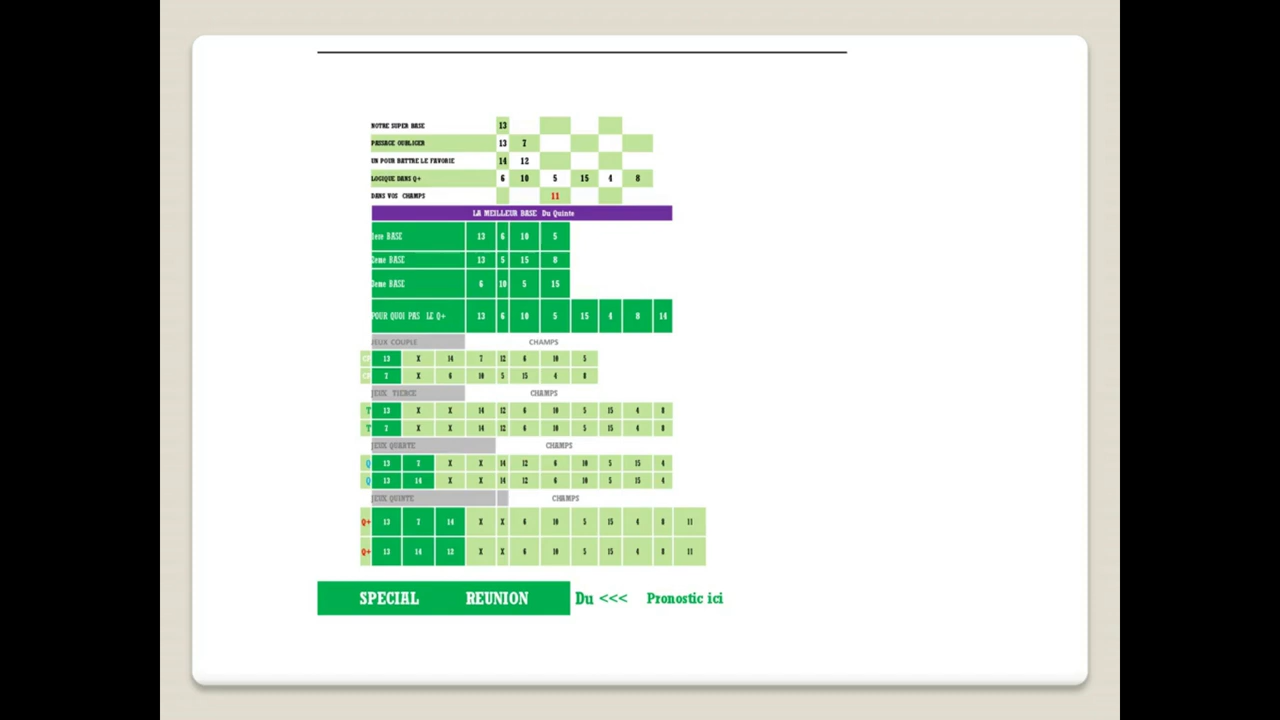 NOTRE SUPER BASE 13
PASSAGE OUBLIGER 13 7
UN POUR BATTRE LE FAVORIE 14 12
LOGIQUE DANS Q+ 6 10 5 15 4 8
DANS VOS CHAMPS 11
LA MEILLEUR BASE Du Quinte
1ere BASE 13 6 10 5
2eme BASE 13 5 15 8
3eme BASE 6 10 5 15
POUR QUOI PAS LE Q+ 13 6 10 5 15 4 8 14
JEUX COUPLE CHAMPS
13 X 14 7 12 6 10 5
7 X 6 10 5 15 4 8
JEUX TIERCE CHAMPS
T 13 X X 14 12 6 10 5 15 4 8
T 7 X X 14 12 6 10 5 15 4 8
JEUX QUARTE CHAMPS
Q 13 7 X X 14 12 6 10 5 15 4
Q 13 14 X X 14 12 6 10 5 15 4
JEUX QUINTE CHAMPS
Q+ 13 7 14 X X 6 10 5 15 4 8 11
Q+ 13 14 12 X X 6 10 5 15 4 8 11
SPECIAL REUNION Du <<< Pronostic ici